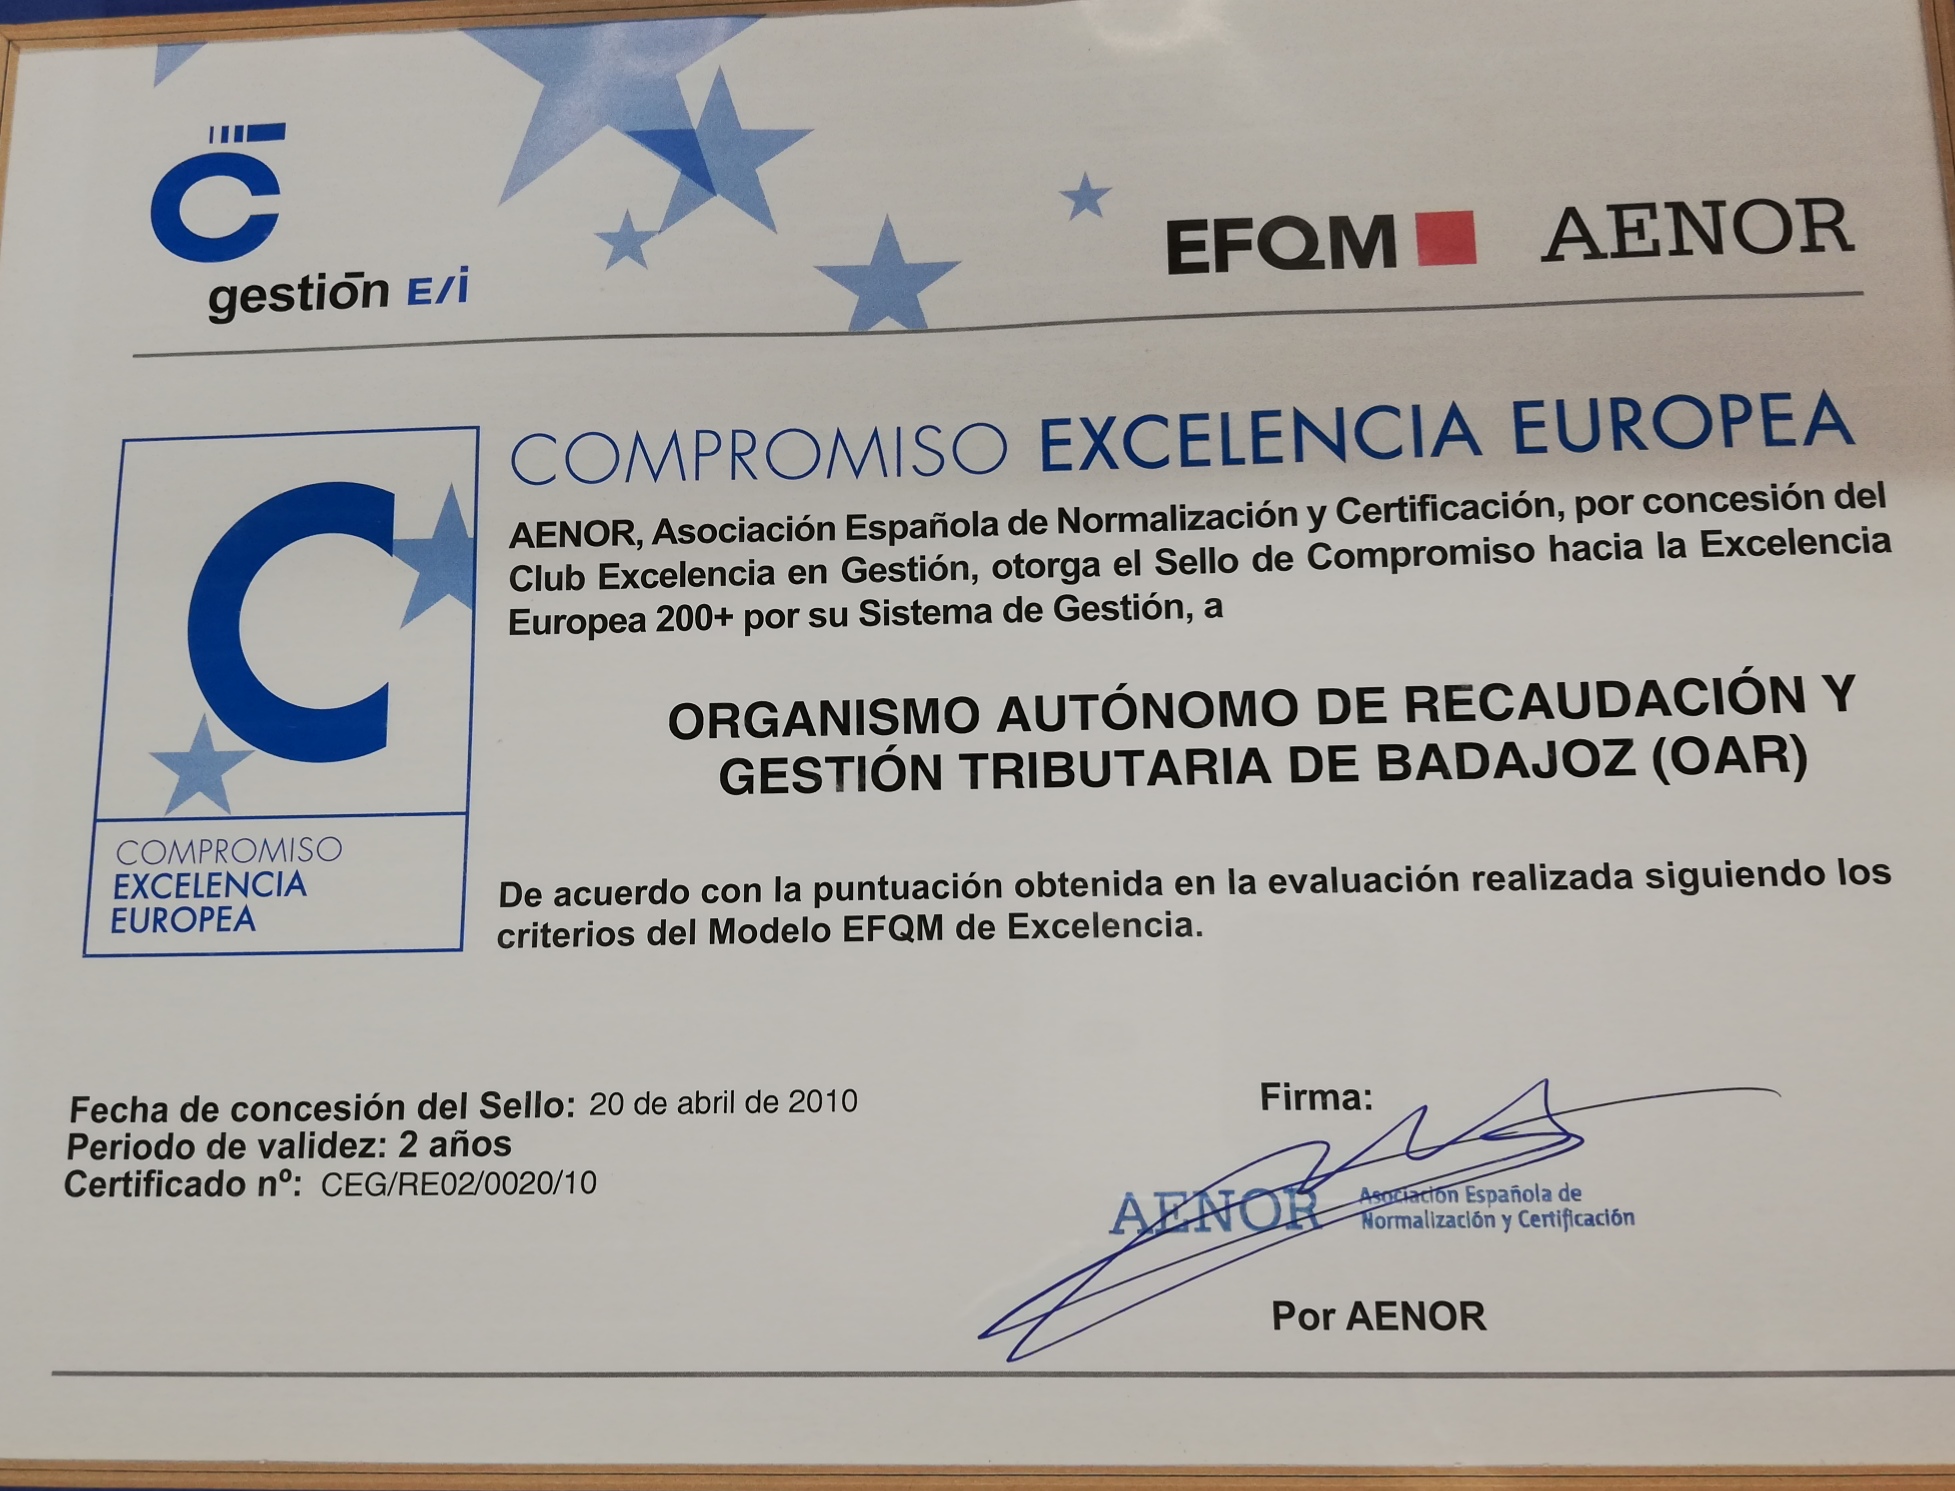 gestión E/i
EFQM AENOR
COMPROMISO EXCELENCIA EUROPEA
AENOR, Asociación Española de Normalización y Certificación, por concesión del
Club Excelencia en Gestión, otorga el Sello de Compromiso hacia la Excelencia
Europea 200+ por su Sistema de Gestión, a
ORGANISMO AUTÓNOMO DE RECAUDACIÓN Y
GESTIÓN TRIBUTARIA DE BADAJOZ (OAR)
COMPROMISO
EXCELENCIA
EUROPEA
De acuerdo con la puntuación obtenida en la evaluación realizada siguiendo los
criterios del Modelo EFQM de Excelencia.
Fecha de concesión del Sello: 20 de abril de 2010
Periodo de validez: 2 años
Certificado nº: CEG/RE02/0020/10
Firma:
AENOR Asociación Española de
Normalización y Certificación
Por AENOR